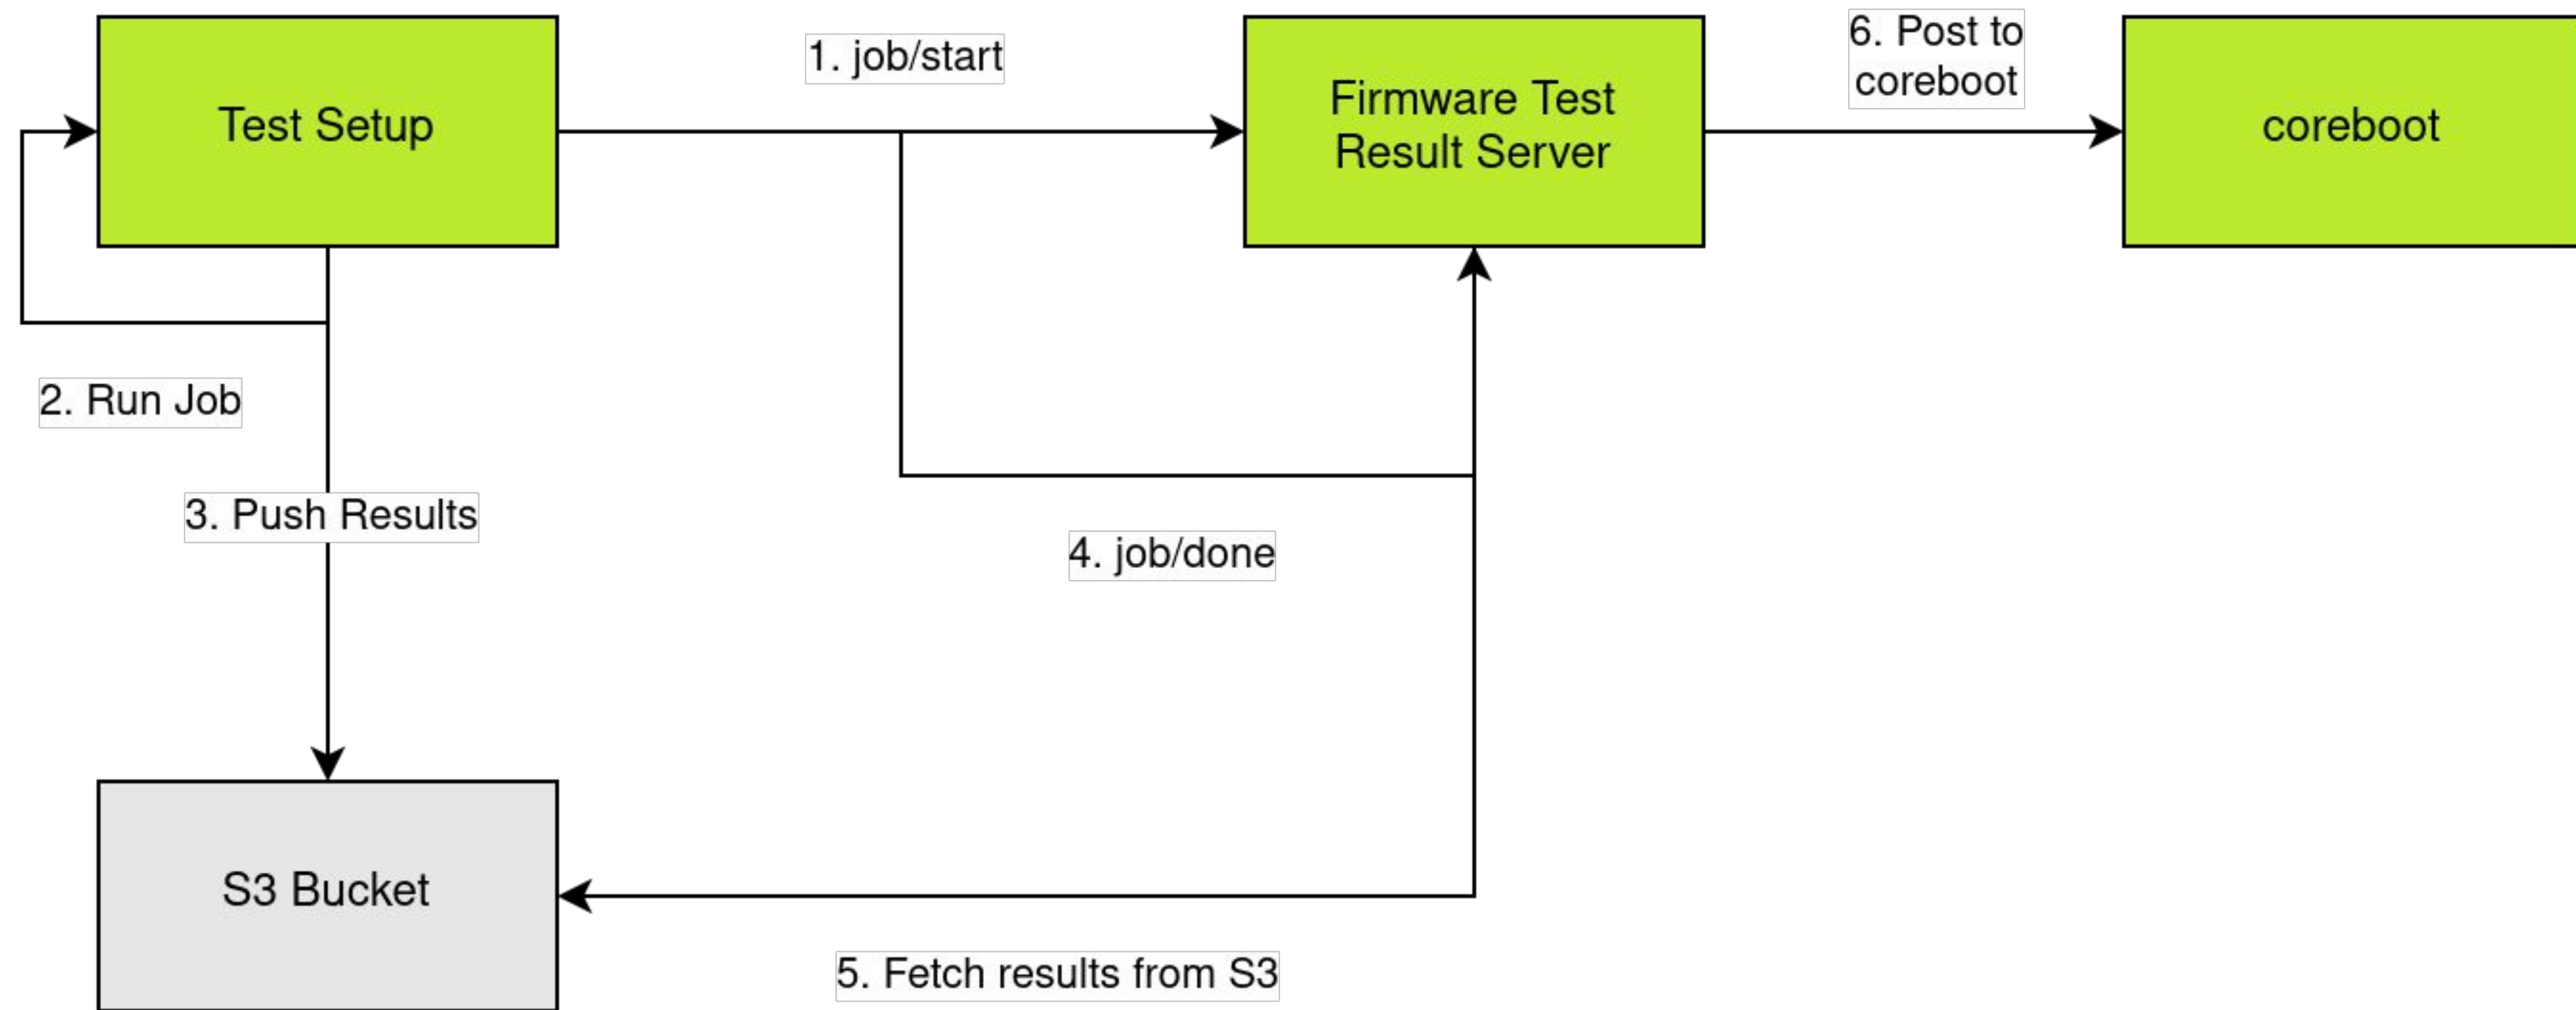 1. job/start
6. Post to
coreboot
Test Setup
Firmware Test
Result Server
coreboot
2. Run Job
3. Push Results
4. job/done
S3 Bucket
5. Fetch results from S3